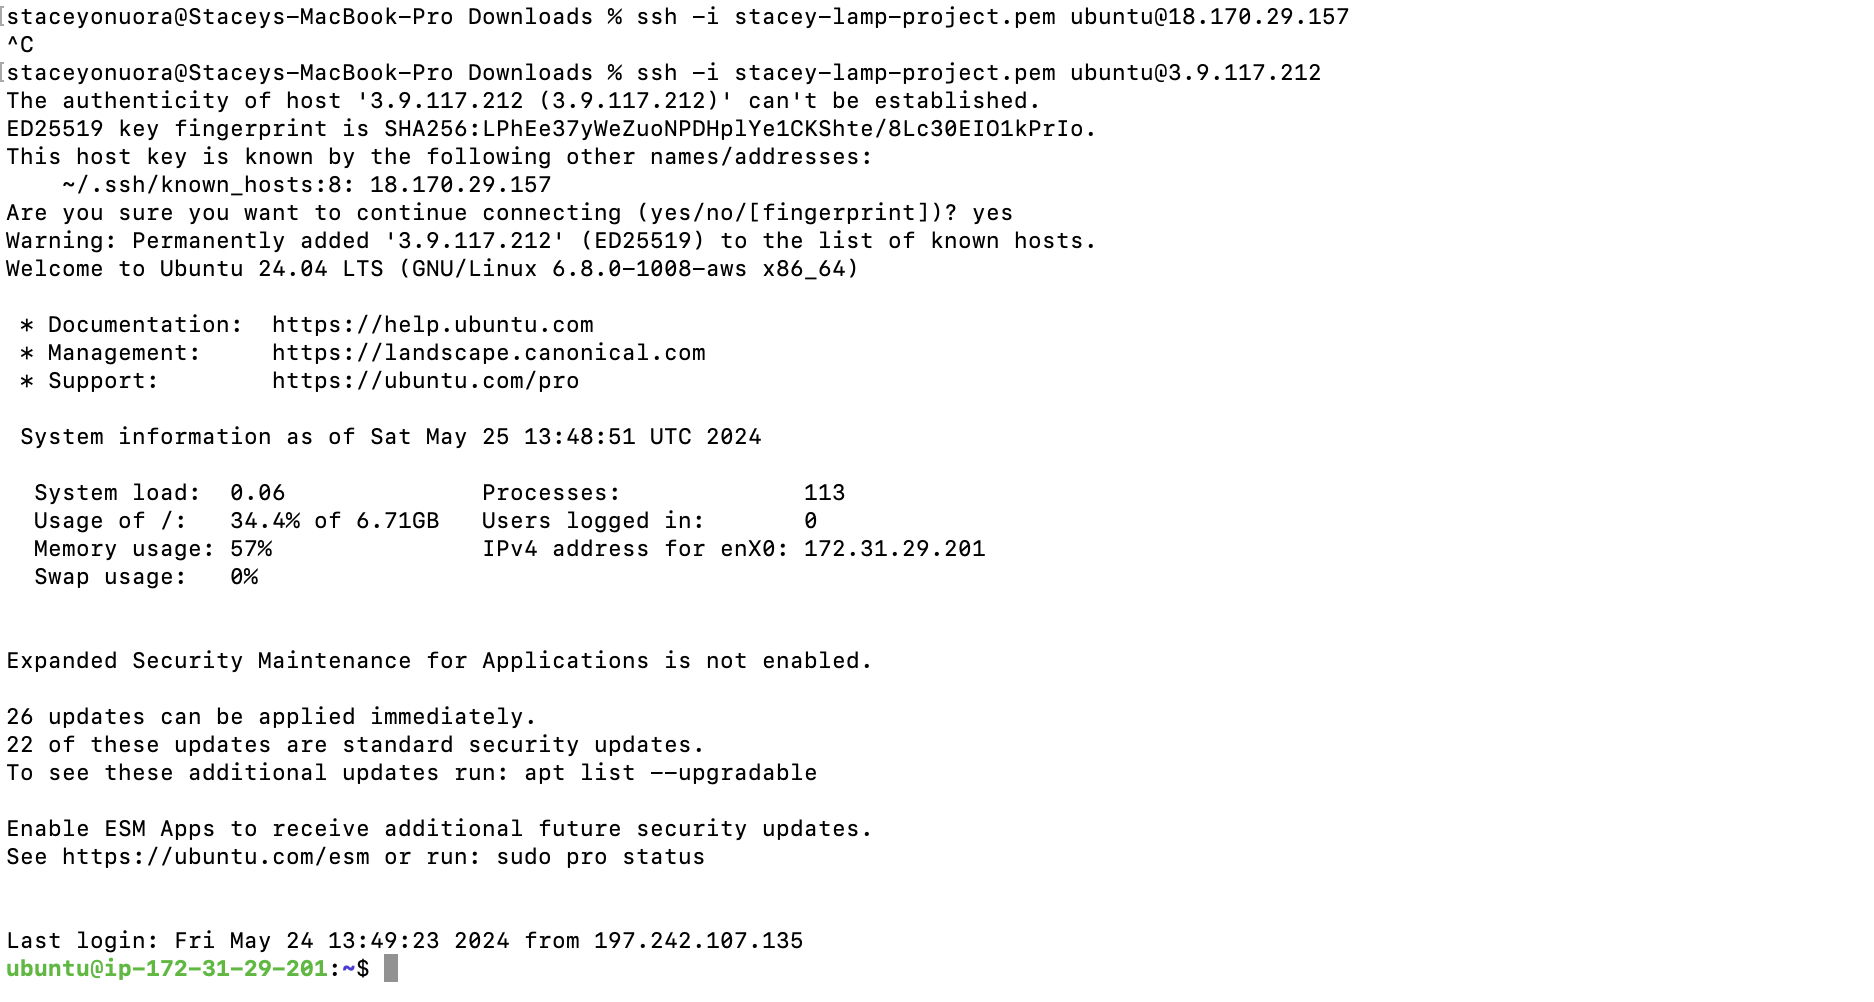 [staceyonuora@Staceys-MacBook-Pro Downloads % ssh -i stacey-lamp-project.pem ubuntu@18.170.29.157
^C
[staceyonuora@Staceys-MacBook-Pro Downloads % ssh -i stacey-lamp-project.pem ubuntu@3.9.117.212
The authenticity of host '3.9.117.212 (3.9.117.212)' can't be established.
ED25519 key fingerprint is SHA256:LPhEe37yWeZuoNPDHplYe1CKShte/8Lc30EIO1kPrIo.
This host key is known by the following other names/addresses:
    ~/.ssh/known_hosts:8: 18.170.29.157
Are you sure you want to continue connecting (yes/no/[fingerprint])? yes
Warning: Permanently added '3.9.117.212' (ED25519) to the list of known hosts.
Welcome to Ubuntu 24.04 LTS (GNU/Linux 6.8.0-1008-aws x86_64)

 * Documentation:  https://help.ubuntu.com
 * Management:     https://landscape.canonical.com
 * Support:        https://ubuntu.com/pro

 System information as of Sat May 25 13:48:51 UTC 2024

  System load:  0.06              Processes:             113
  Usage of /:   34.4% of 6.71GB   Users logged in:       0
  Memory usage: 57%               IPv4 address for enX0: 172.31.29.201
  Swap usage:   0%

Expanded Security Maintenance for Applications is not enabled.

26 updates can be applied immediately.
22 of these updates are standard security updates.
To see these additional updates run: apt list --upgradable

Enable ESM Apps to receive additional future security updates.
See https://ubuntu.com/esm or run: sudo pro status

Last login: Fri May 24 13:49:23 2024 from 197.242.107.135
ubuntu@ip-172-31-29-201:~$